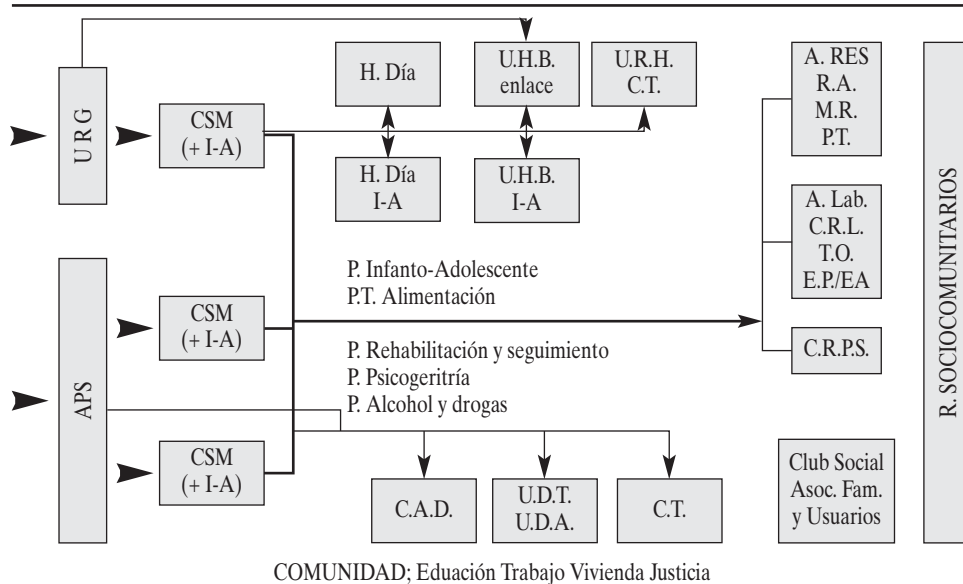 H. Día
U.H.B.
enlace
U.R.H.
C.T.
A. RES
R.A.
M.R.
P.T.
URG
CSM
(+ I-A)
H. Día
I-A
U.H.B.
I-A
A. Lab.
C.R.L.
T.O.
E.P./EA
R. SOCIOCOMUNITARIOS
P. Infanto-Adolescente
P.T. Alimentación
APS
CSM
(+ I-A)
C.R.P.S.
P. Rehabilitación y seguimiento
P. Psicogeritría
P. Alcohol y drogas
CSM
(+ I-A)
C.A.D.
U.D.T.
U.D.A.
C.T.
Club Social
Asoc. Fam.
y Usuarios
COMUNIDAD; Eduación Trabajo Vivienda Justicia